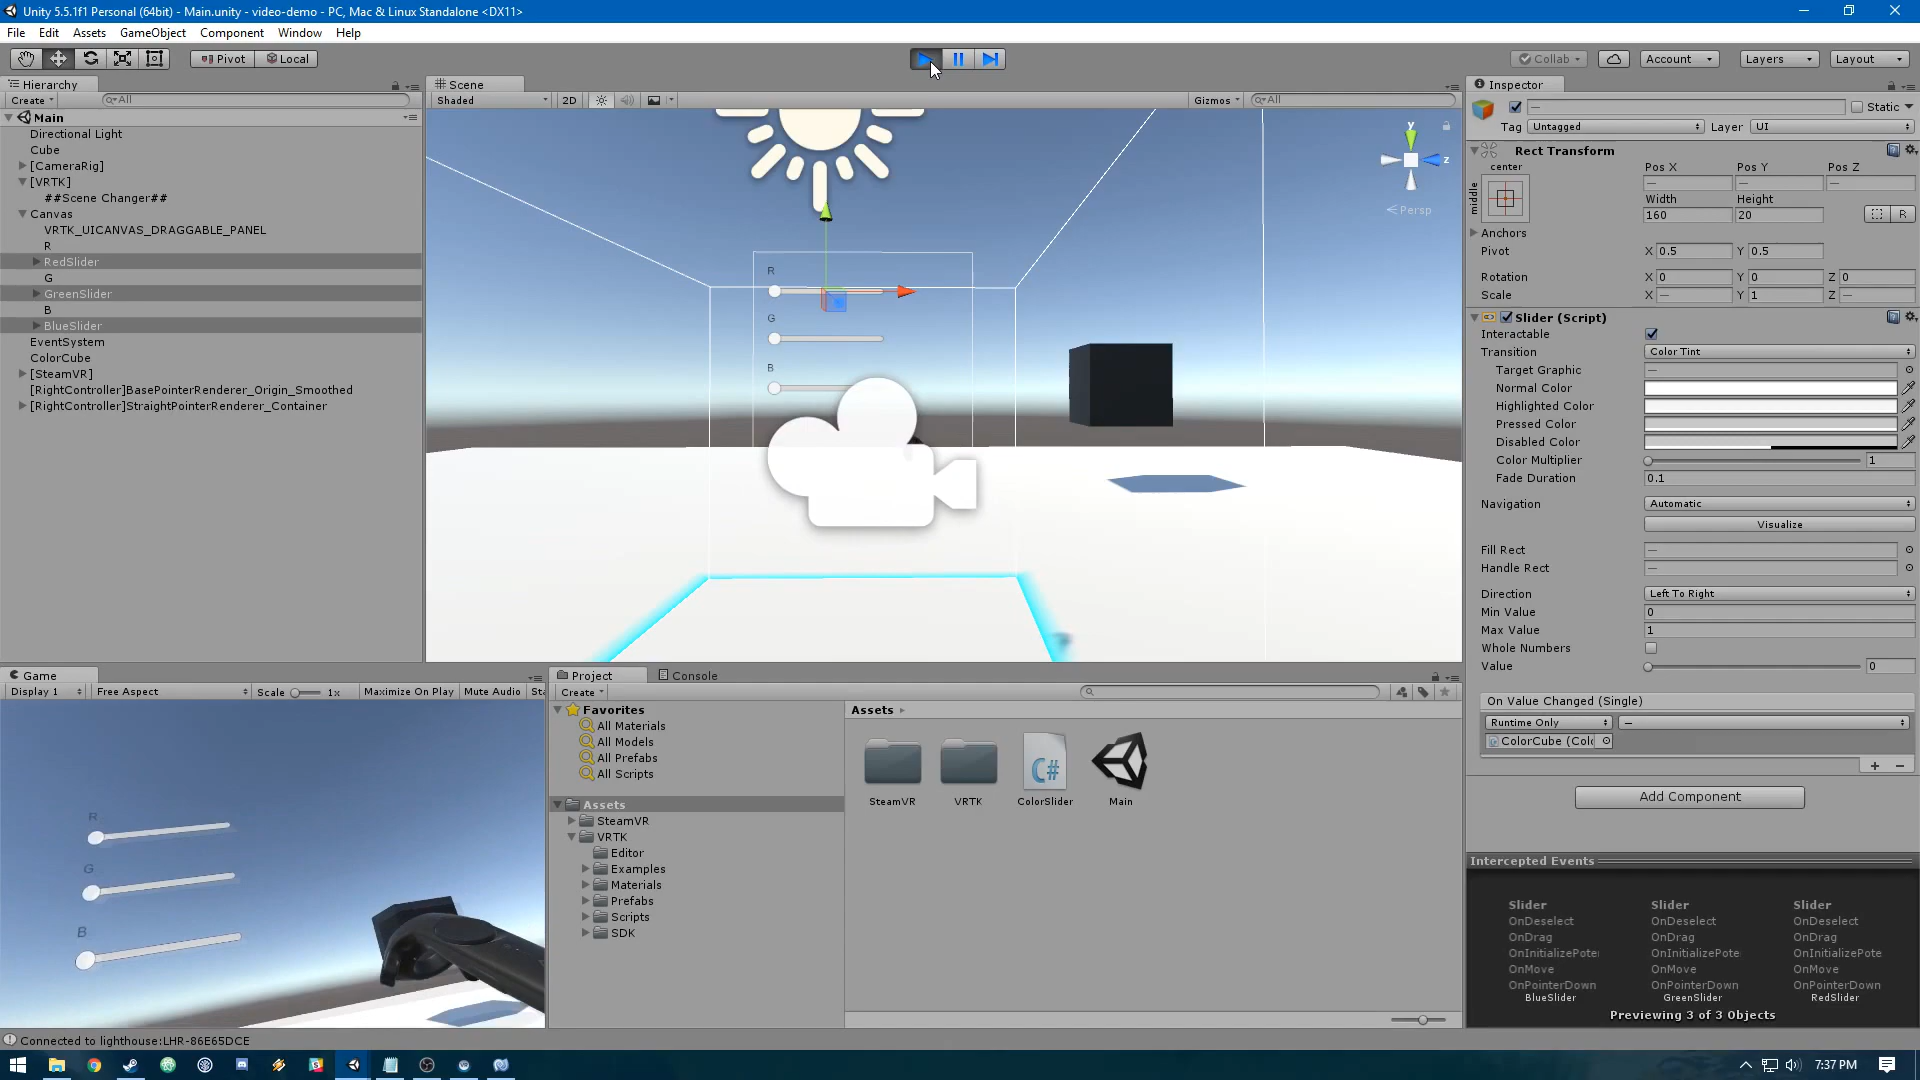 Unity 5.5.1f1 Personal (64bit) - Main.unity - video-demo - PC, Mac & Linux Standalone <DX11>
File Edit Assets GameObject Component Window Help
Pivot Local Collab Account Layers Layout
Hierarchy
Create All
Main
Directional Light
Cube
[CameraRig]
[VRTK]
##Scene Changer##
Canvas
VRTK_UICANVAS_DRAGGABLE_PANEL
R
RedSlider
G
GreenSlider
B
BlueSlider
EventSystem
ColorCube
[SteamVR]
[RightController]BasePointerRenderer_Origin_Smoothed
[RightController]StraightPointerRenderer_Container
Scene
Shaded 2D Gizmos All
y
z
Persp
R
G
B
Inspector
— Static
Tag Untagged Layer UI
Rect Transform
center
middle
Pos X Pos Y Pos Z
— — —
Width Height
160 20 R
Anchors
Pivot X 0.5 Y 0.5
Rotation X 0 Y 0 Z 0
Scale X — Y 1 Z —
Slider (Script)
Interactable
Transition Color Tint
Target Graphic —
Normal Color
Highlighted Color
Pressed Color
Disabled Color
Color Multiplier 1
Fade Duration 0.1
Navigation Automatic
Visualize
Fill Rect —
Handle Rect —
Direction Left To Right
Min Value 0
Max Value 1
Whole Numbers
Value 0
On Value Changed (Single)
Runtime Only —
ColorCube (Colo
+ −
Add Component
Intercepted Events
Slider Slider Slider
OnDeselect OnDeselect OnDeselect
OnDrag OnDrag OnDrag
OnInitializePote OnInitializePote OnInitializePote
OnMove OnMove OnMove
OnPointerDown OnPointerDown OnPointerDown
BlueSlider GreenSlider RedSlider
Previewing 3 of 3 Objects
Game
Display 1 Free Aspect Scale 1x Maximize On Play Mute Audio Sta
R
G
B
Project Console
Create
Favorites
All Materials
All Models
All Prefabs
All Scripts
Assets
SteamVR
VRTK
Editor
Examples
Materials
Prefabs
Scripts
SDK
Assets
C#
SteamVR VRTK ColorSlider Main
Connected to lighthouse:LHR-86E65DCE
7:37 PM